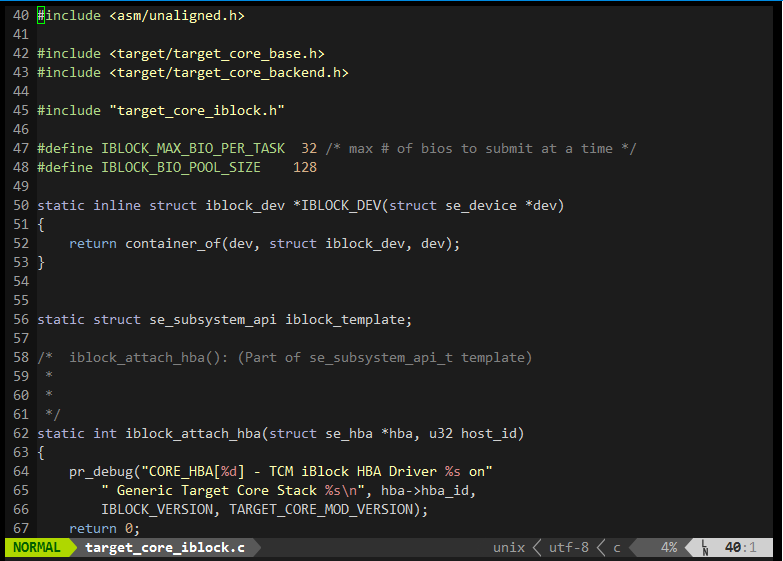 40 #include <asm/unaligned.h>
41
42 #include <target/target_core_base.h>
43 #include <target/target_core_backend.h>
44
45 #include "target_core_iblock.h"
46
47 #define IBLOCK_MAX_BIO_PER_TASK  32 /* max # of bios to submit at a time */
48 #define IBLOCK_BIO_POOL_SIZE    128
49
50 static inline struct iblock_dev *IBLOCK_DEV(struct se_device *dev)
51 {
52     return container_of(dev, struct iblock_dev, dev);
53 }
54
55
56 static struct se_subsystem_api iblock_template;
57
58 /*  iblock_attach_hba(): (Part of se_subsystem_api_t template)
59  *
60  *
61  */
62 static int iblock_attach_hba(struct se_hba *hba, u32 host_id)
63 {
64     pr_debug("CORE_HBA[%d] - TCM iBlock HBA Driver %s on"
65         " Generic Target Core Stack %s\n", hba->hba_id,
66         IBLOCK_VERSION, TARGET_CORE_MOD_VERSION);
67     return 0;
NORMAL target_core_iblock.c unix utf-8 c 4% LN 40:1